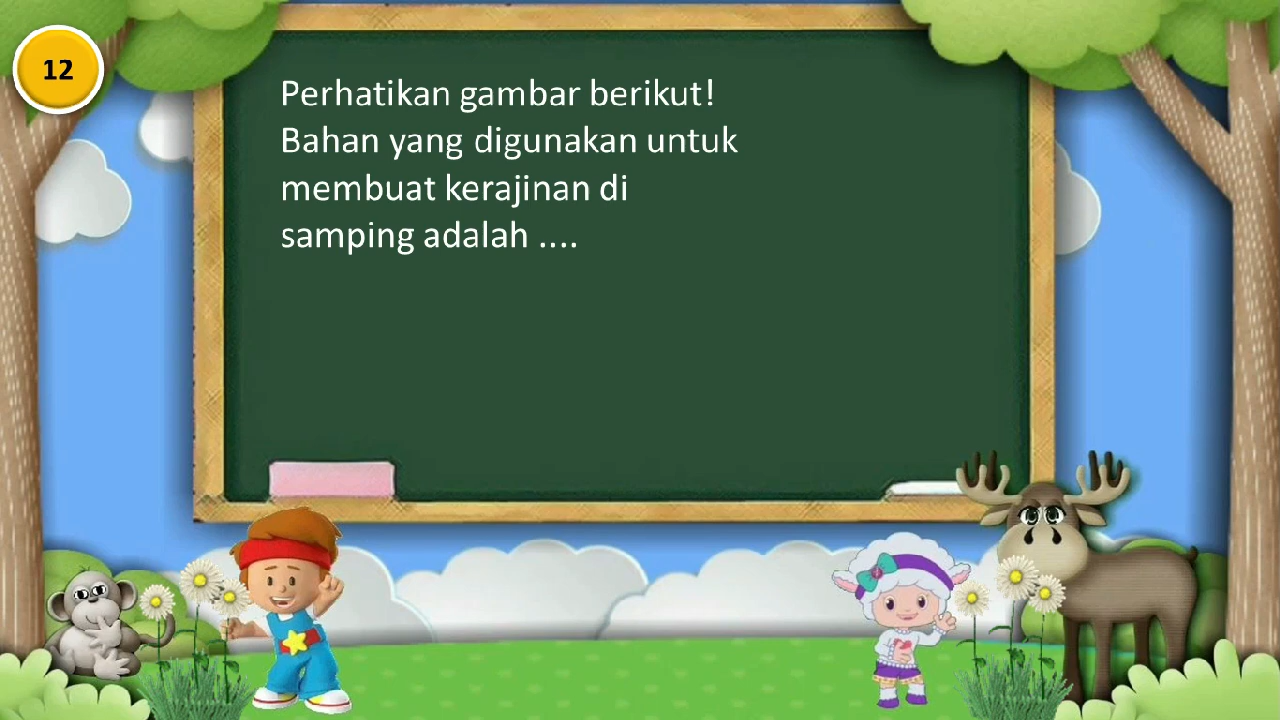 12
Perhatikan gambar berikut!
Bahan yang digunakan untuk
membuat kerajinan di
samping adalah ....